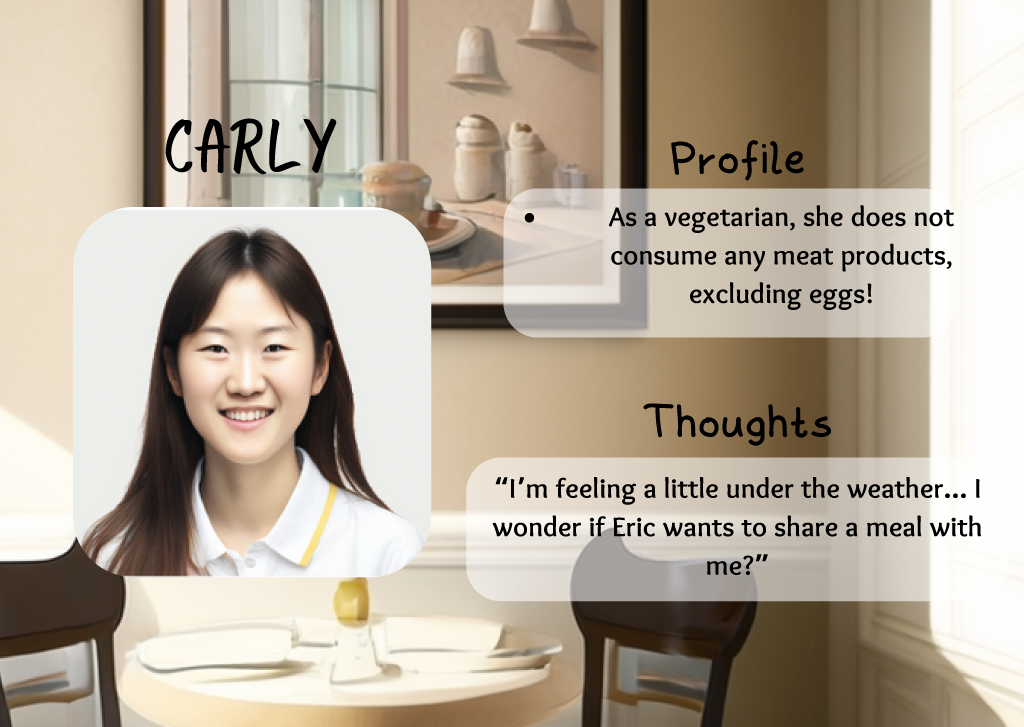 CARLY
Profile
• As a vegetarian, she does not
consume any meat products,
excluding eggs!
Thoughts
“I’m feeling a little under the weather... I
wonder if Eric wants to share a meal with
me?”